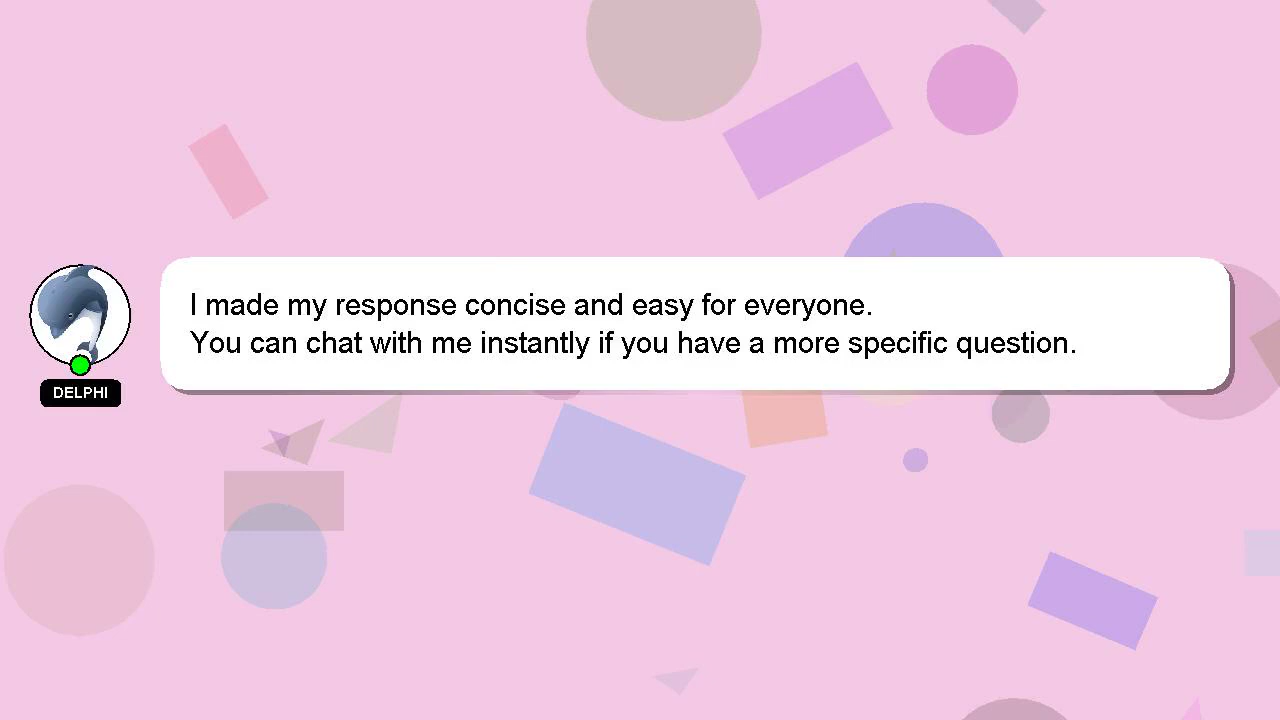 I made my response concise and easy for everyone.
You can chat with me instantly if you have a more specific question.
DELPHI